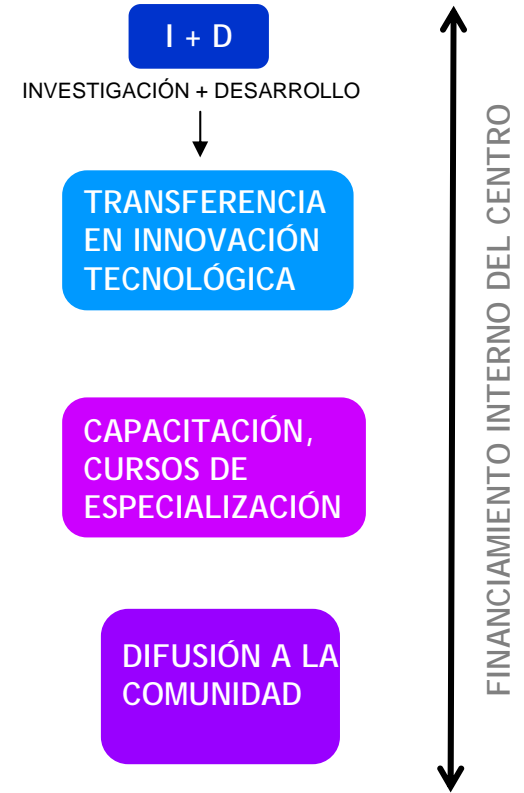 I + D
INVESTIGACIÓN + DESARROLLO
TRANSFERENCIA
EN INNOVACIÓN
TECNOLÓGICA
CAPACITACIÓN,
CURSOS DE
ESPECIALIZACIÓN
DIFUSIÓN A LA
COMUNIDAD
FINANCIAMIENTO INTERNO DEL CENTRO